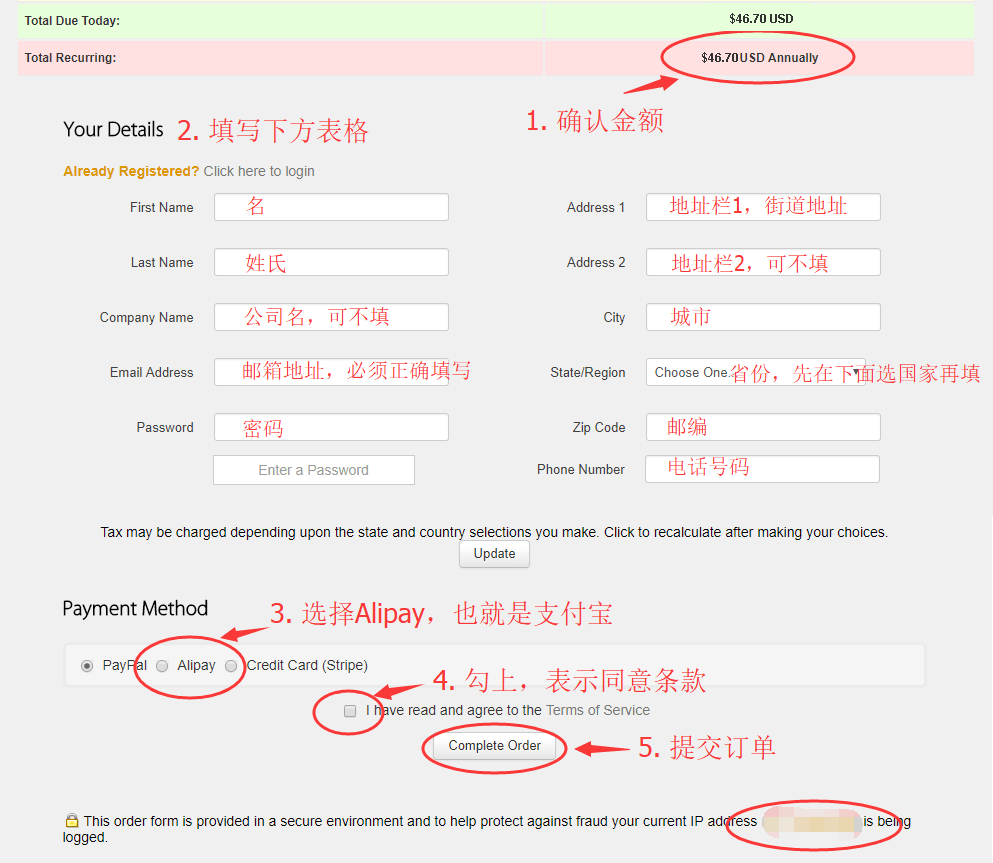 Total Due Today: $46.70 USD
Total Recurring: $46.70USD Annually
1. 确认金额
Your Details 2. 填写下方表格
Already Registered? Click here to login
First Name 名 Address 1 地址栏1，街道地址
Last Name 姓氏 Address 2 地址栏2，可不填
Company Name 公司名，可不填 City 城市
Email Address 邮箱地址，必须正确填写 State/Region Choose One. 省份，先在下面选国家再填
Password 密码 Zip Code 邮编
Enter a Password Phone Number 电话号码
Tax may be charged depending upon the state and country selections you make. Click to recalculate after making your choices.
Update
Payment Method 3. 选择Alipay，也就是支付宝
PayPal Alipay Credit Card (Stripe)
4. 勾上，表示同意条款
I have read and agree to the Terms of Service
Complete Order 5. 提交订单
This order form is provided in a secure environment and to help protect against fraud your current IP address is being
logged.